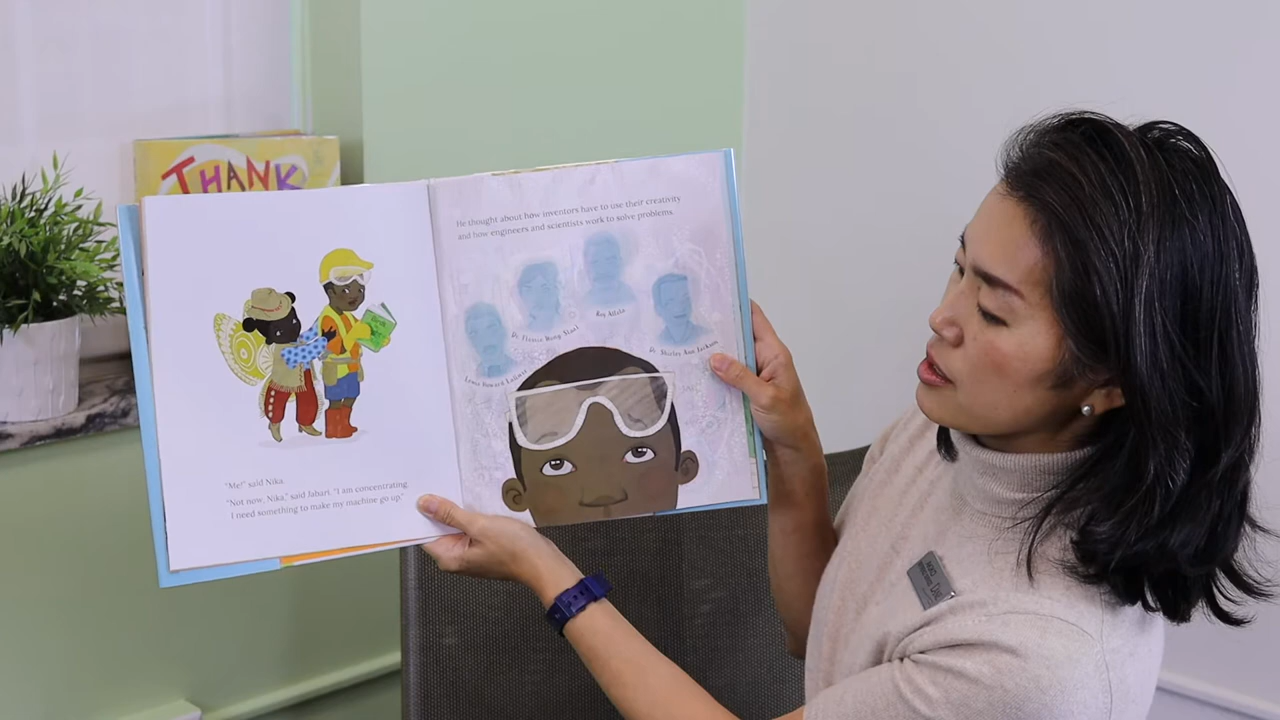 THANK
"Me!" said Nika.
"Not now, Nika," said Jabari. "I am concentrating.
I need something to make my machine go up."
He thought about how inventors have to use their creativity
and how engineers and scientists work to solve problems.
Lewis Howard Latimer
Dr. Flossie Wong-Staal
Ray Alcla
Dr. Shirley Ann Jackson